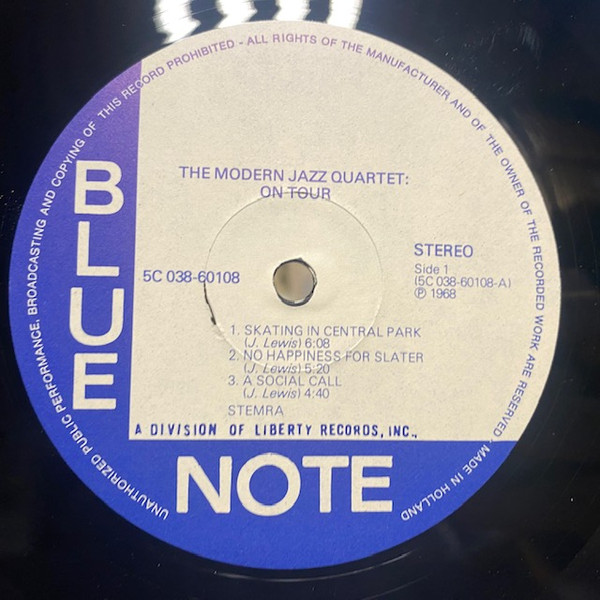 UNAUTHORIZED PUBLIC PERFORMANCE, BROADCASTING AND COPYING OF THIS RECORD PROHIBITED - ALL RIGHTS OF THE MANUFACTURER AND OF THE OWNER OF THE RECORDED WORK ARE RESERVED - MADE IN HOLLAND
BLUE
THE MODERN JAZZ QUARTET:
ON TOUR
5C 038-60108
STEREO
Side 1
(5C 038-60108-A)
℗ 1968
1. SKATING IN CENTRAL PARK
(J. Lewis) 6:08
2. NO HAPPINESS FOR SLATER
(J. Lewis) 5:20
3. A SOCIAL CALL
(J. Lewis) 4:40
STEMRA
A DIVISION OF LIBERTY RECORDS, INC.,
NOTE